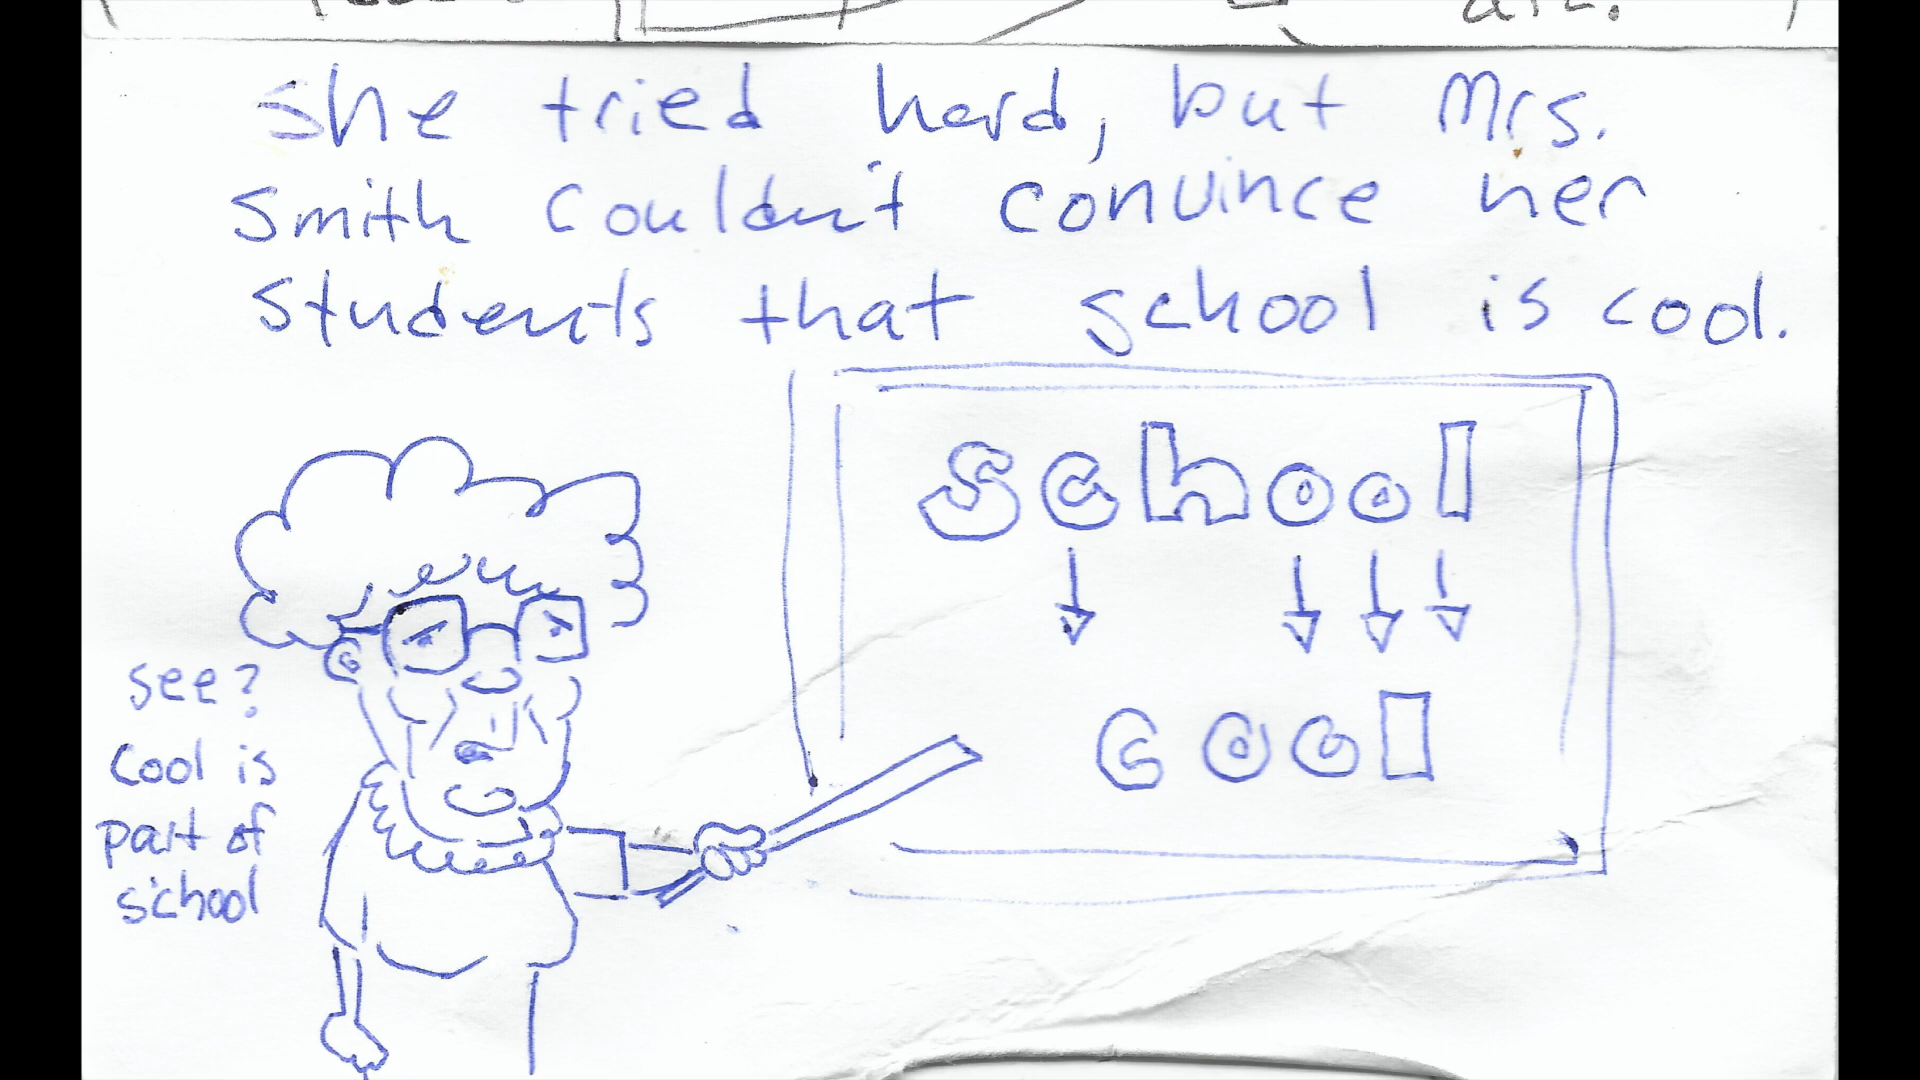 she tried hard, but Mrs.
Smith couldn't convince her
students that school is cool.
school
cool
see?
cool is
part of
school